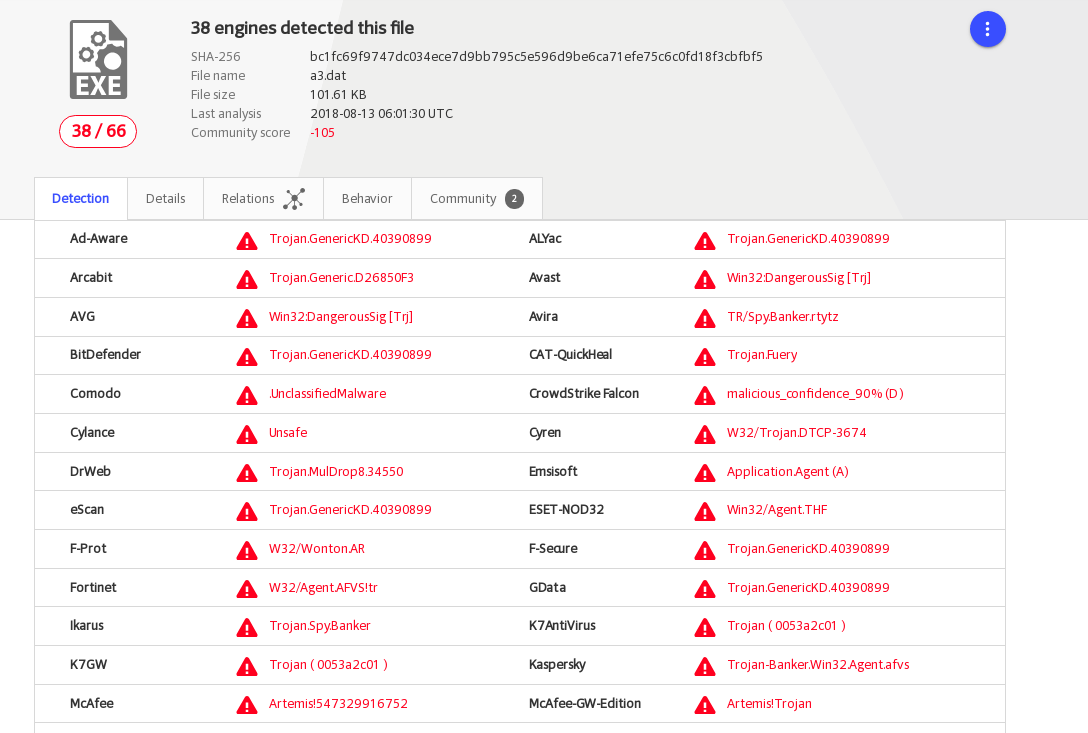 38 engines detected this file
SHA-256 bc1fc69f9747dc034ece7d9bb795c5e596d9be6ca71efe75c6c0fd18f3cbfbf5
File name a3.dat
File size 101.61 KB
Last analysis 2018-08-13 06:01:30 UTC
Community score -105
EXE
38 / 66
Detection Details Relations Behavior Community 2
Ad-Aware Trojan.GenericKD.40390899 ALYac Trojan.GenericKD.40390899
Arcabit Trojan.Generic.D26850F3 Avast Win32:DangerousSig [Trj]
AVG Win32:DangerousSig [Trj] Avira TR/Spy.Banker.rtytz
BitDefender Trojan.GenericKD.40390899 CAT-QuickHeal Trojan.Fuery
Comodo .UnclassifiedMalware CrowdStrike Falcon malicious_confidence_90% (D)
Cylance Unsafe Cyren W32/Trojan.DTCP-3674
DrWeb Trojan.MulDrop8.34550 Emsisoft Application.Agent (A)
eScan Trojan.GenericKD.40390899 ESET-NOD32 Win32/Agent.THF
F-Prot W32/Wonton.AR F-Secure Trojan.GenericKD.40390899
Fortinet W32/Agent.AFVS!tr GData Trojan.GenericKD.40390899
Ikarus Trojan.Spy.Banker K7AntiVirus Trojan ( 0053a2c01 )
K7GW Trojan ( 0053a2c01 ) Kaspersky Trojan-Banker.Win32.Agent.afvs
McAfee Artemis!547329916752 McAfee-GW-Edition Artemis!Trojan